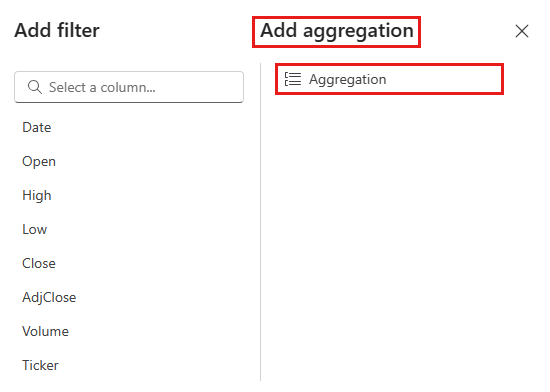 Add filter
Add aggregation
Select a column...
Aggregation
Date
Open
High
Low
Close
AdjClose
Volume
Ticker